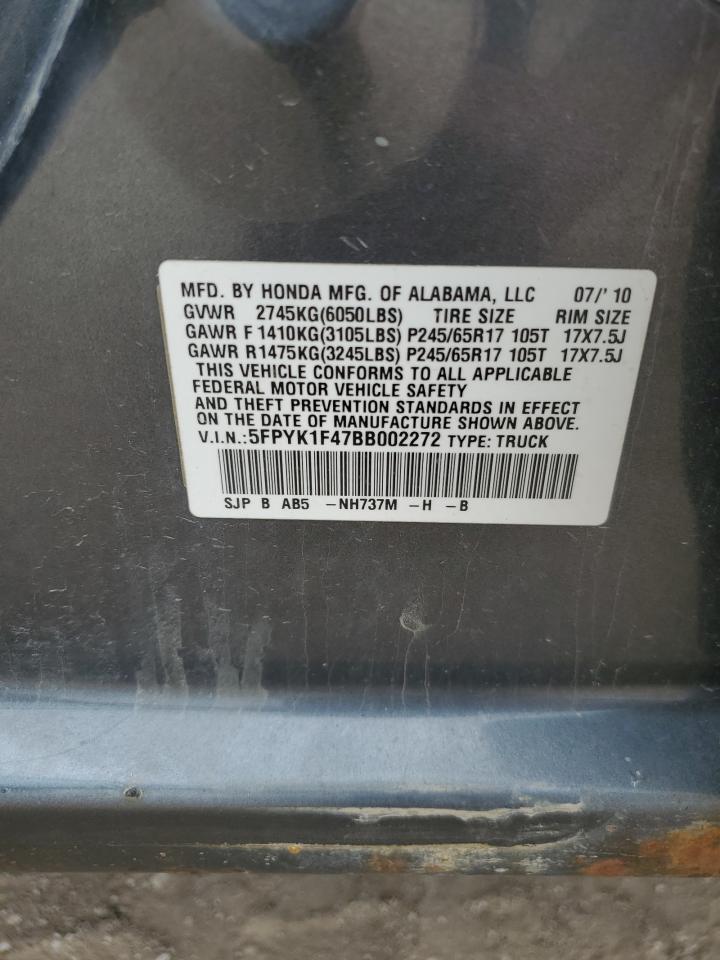 MFD. BY HONDA MFG. OF ALABAMA, LLC 07/'10
GVWR 2745KG(6050LBS) TIRE SIZE RIM SIZE
GAWR F 1410KG(3105LBS) P245/65R17 105T 17X7.5J
GAWR R1475KG(3245LBS) P245/65R17 105T 17X7.5J
THIS VEHICLE CONFORMS TO ALL APPLICABLE
FEDERAL MOTOR VEHICLE SAFETY
AND THEFT PREVENTION STANDARDS IN EFFECT
ON THE DATE OF MANUFACTURE SHOWN ABOVE.
V.I.N.:5FPYK1F47BB002272 TYPE: TRUCK
SJP B AB5 -NH737M -H -B